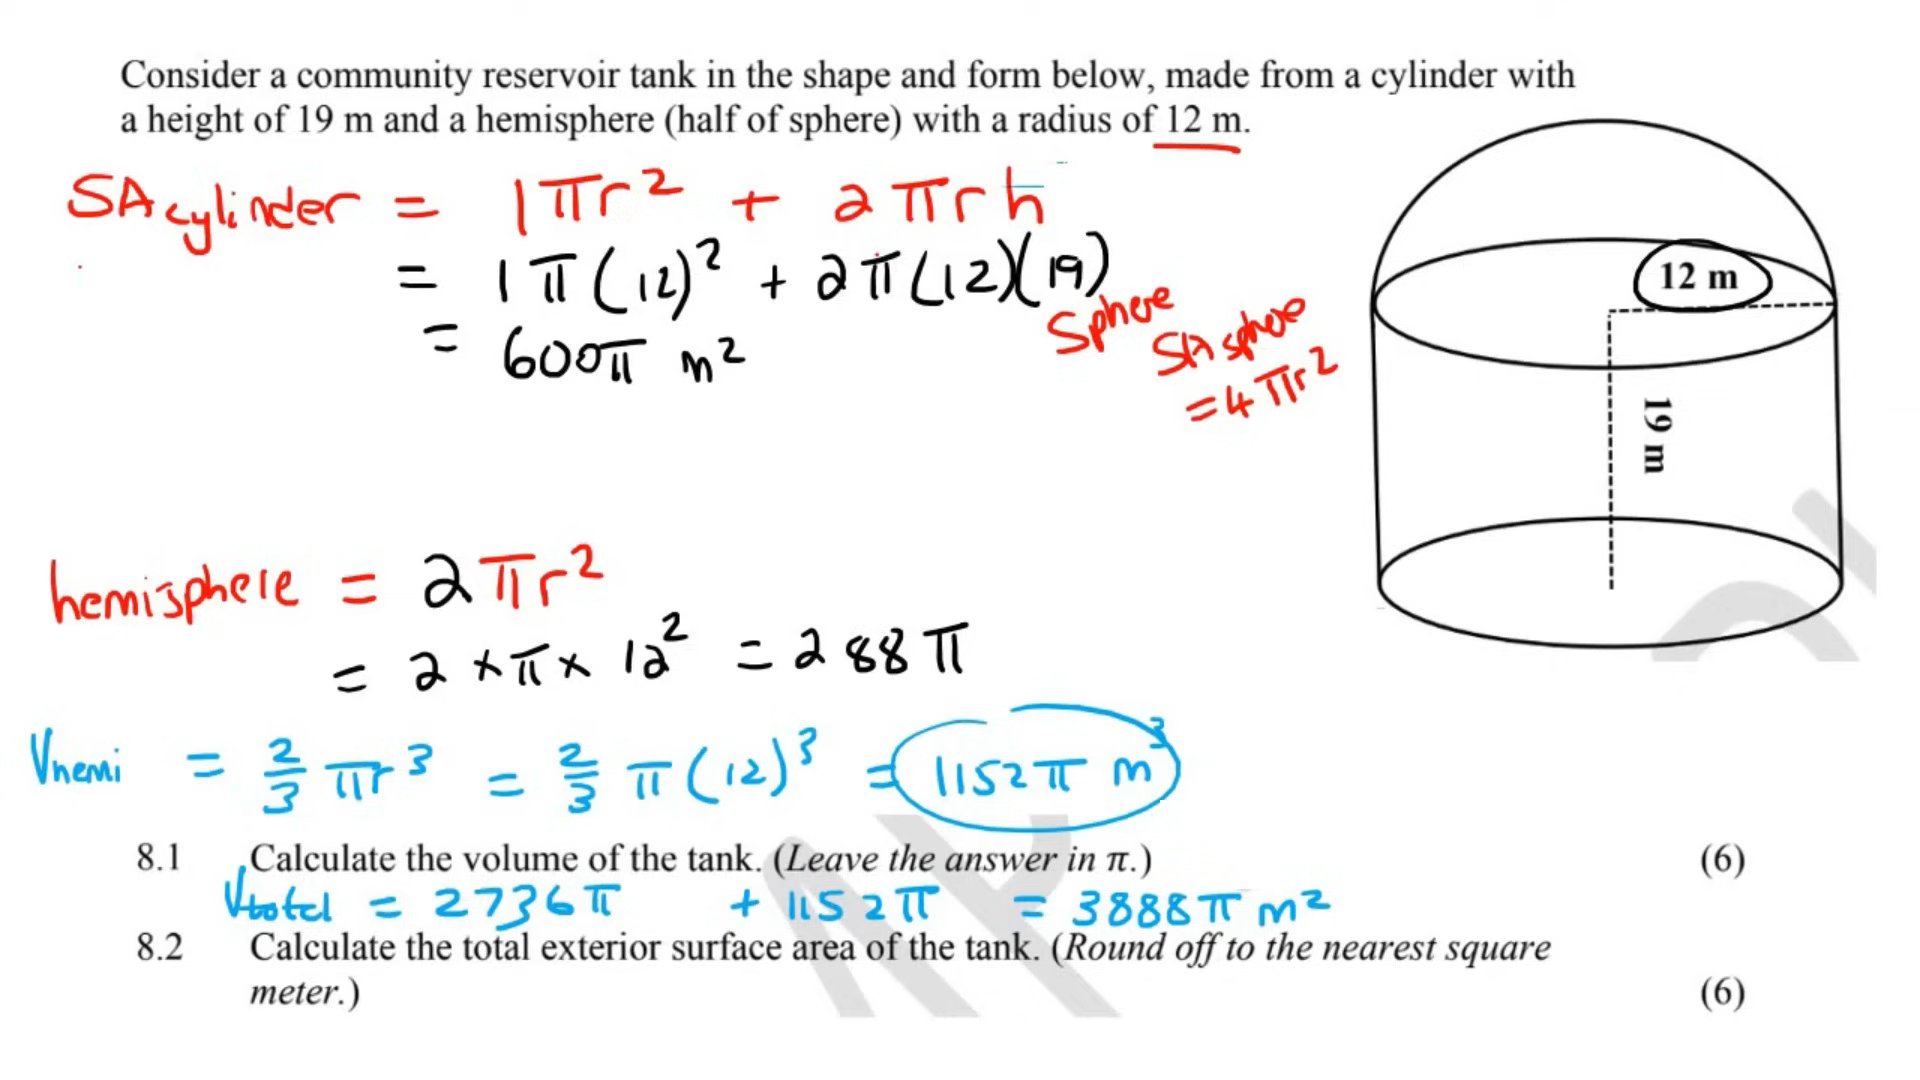 Consider a community reservoir tank in the shape and form below, made from a cylinder with
a height of 19 m and a hemisphere (half of sphere) with a radius of 12 m.
SA cylinder = 1πr² + 2πrh
= 1π(12)² + 2π(12)(19)
= 600π m²
Sphere
SA sphere
= 4πr²
12 m
19 m
hemisphere = 2πr²
= 2 × π × 12² = 288π
Vhemi = 2/3 πr³ = 2/3 π(12)³ = 1152π m³
8.1 Calculate the volume of the tank. (Leave the answer in π.) (6)
Vtotal = 2736π + 1152π = 3888π m²
8.2 Calculate the total exterior surface area of the tank. (Round off to the nearest square
meter.) (6)